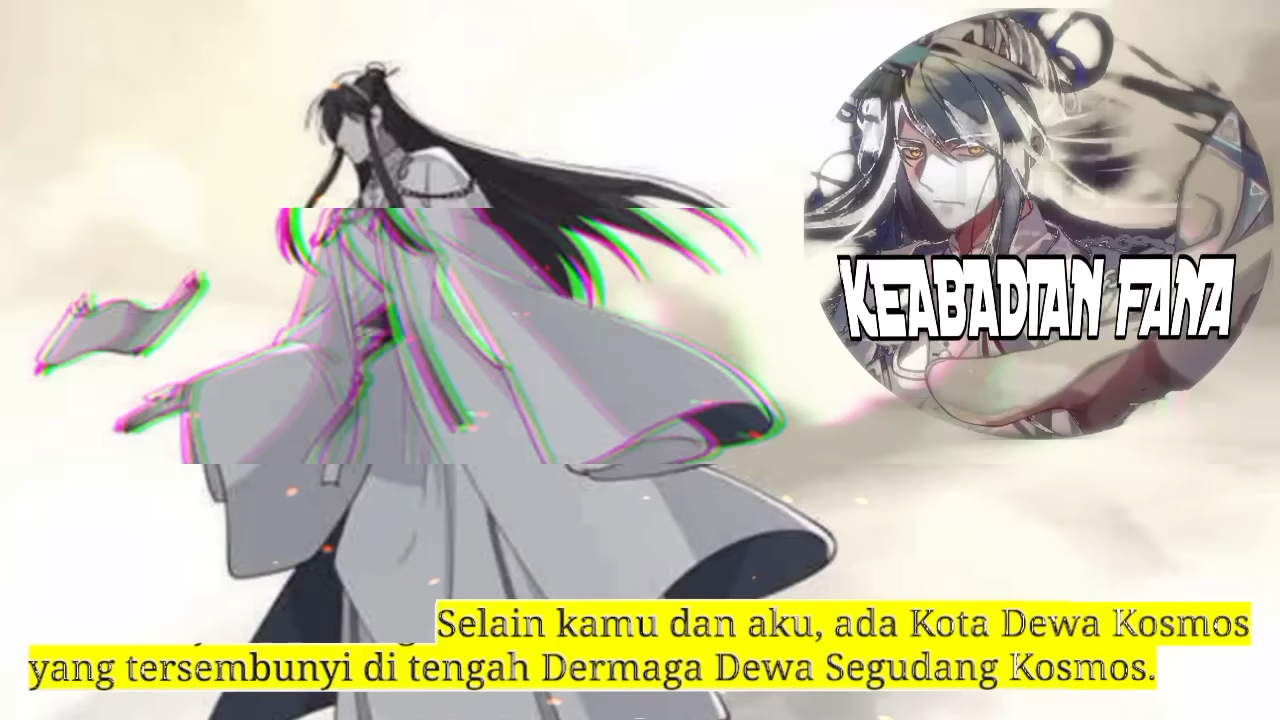 KEABADIAN FANA
Selain kamu dan aku, ada Kota Dewa Kosmos
yang tersembunyi di tengah Dermaga Dewa Segudang Kosmos.